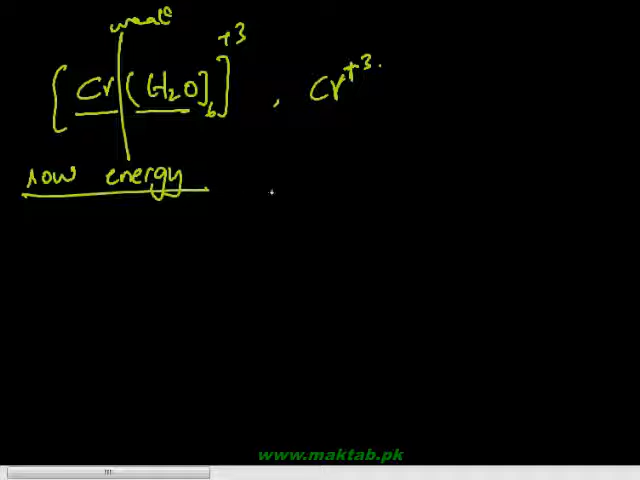 weak
[Cr(H₂O]₆]⁺³ , Cr⁺³.
low energy
www.maktab.pk